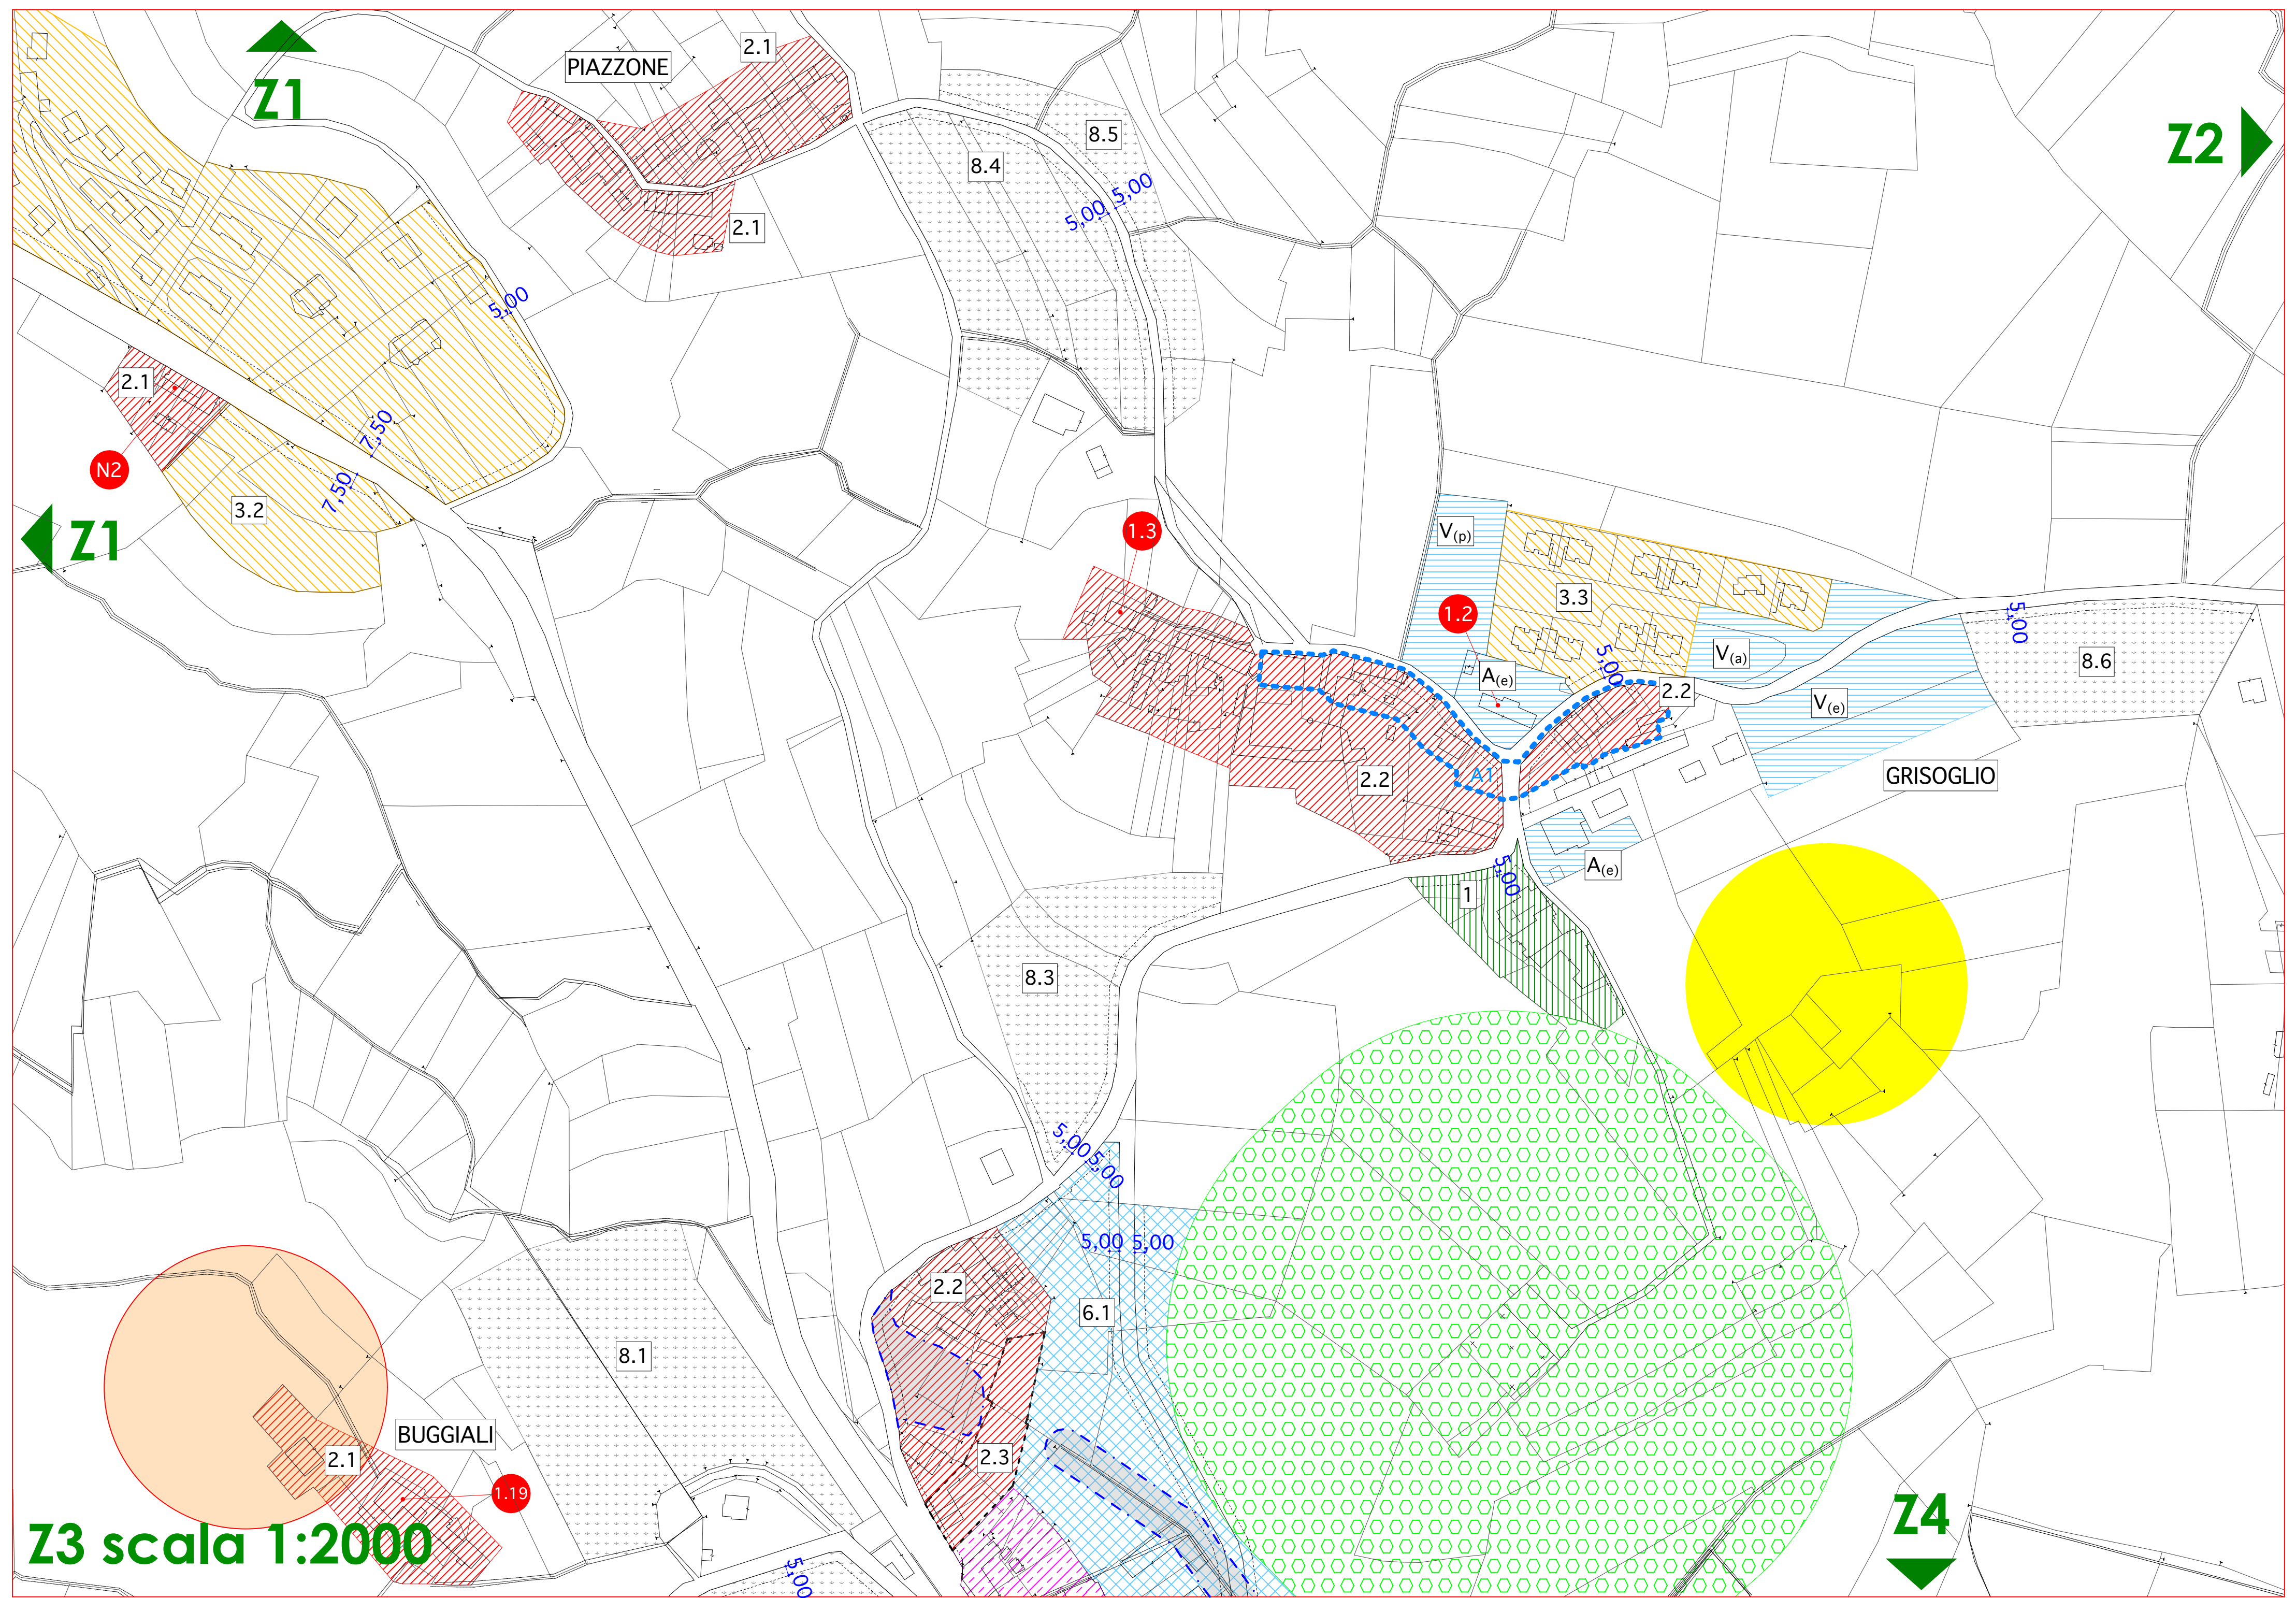 2.1
PIAZZONE
Z1
8.5
Z2
8.4
5,00
5,00
2.1
5,00
2.1
7,50
N2
7,50
3.2
Z1
1.3
V(p)
3.3
1.2
5,00
5,00
V(a)
8.6
A(e)
2.2
V(e)
A1
2.2
GRISOGLIO
A(e)
5,00
1
8.3
5,00
5,00
5,00
5,00
2.2
6.1
8.1
BUGGIALI
2.1
2.3
1.19
Z4
Z3 scala 1:2000
5,00